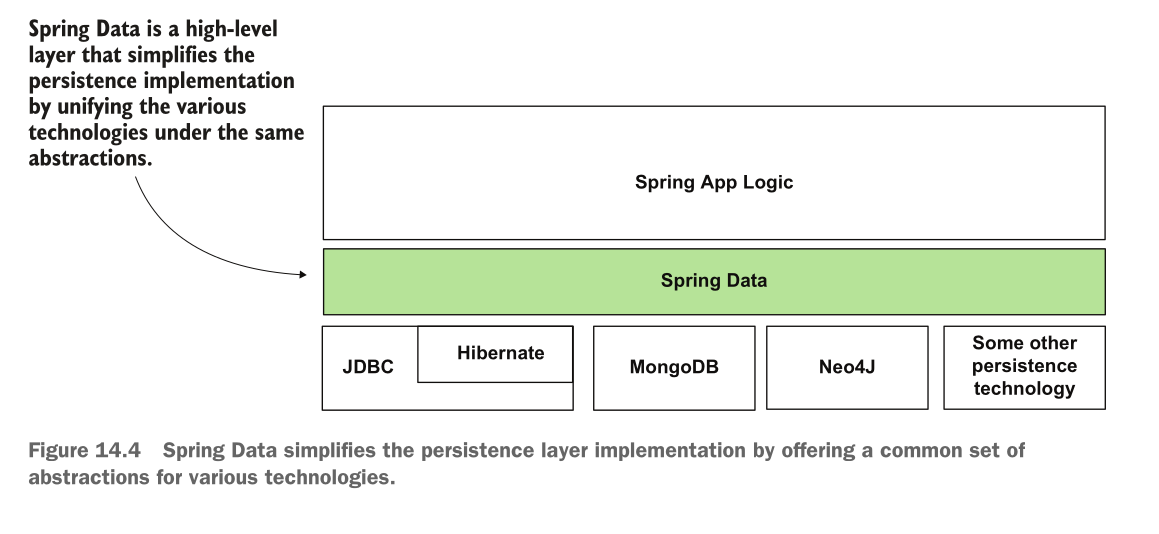 Spring Data is a high-level
layer that simplifies the
persistence implementation
by unifying the various
technologies under the same
abstractions.
Spring App Logic
Spring Data
JDBC
Hibernate
MongoDB
Neo4J
Some other
persistence
technology
Figure 14.4 Spring Data simplifies the persistence layer implementation by offering a common set of
abstractions for various technologies.